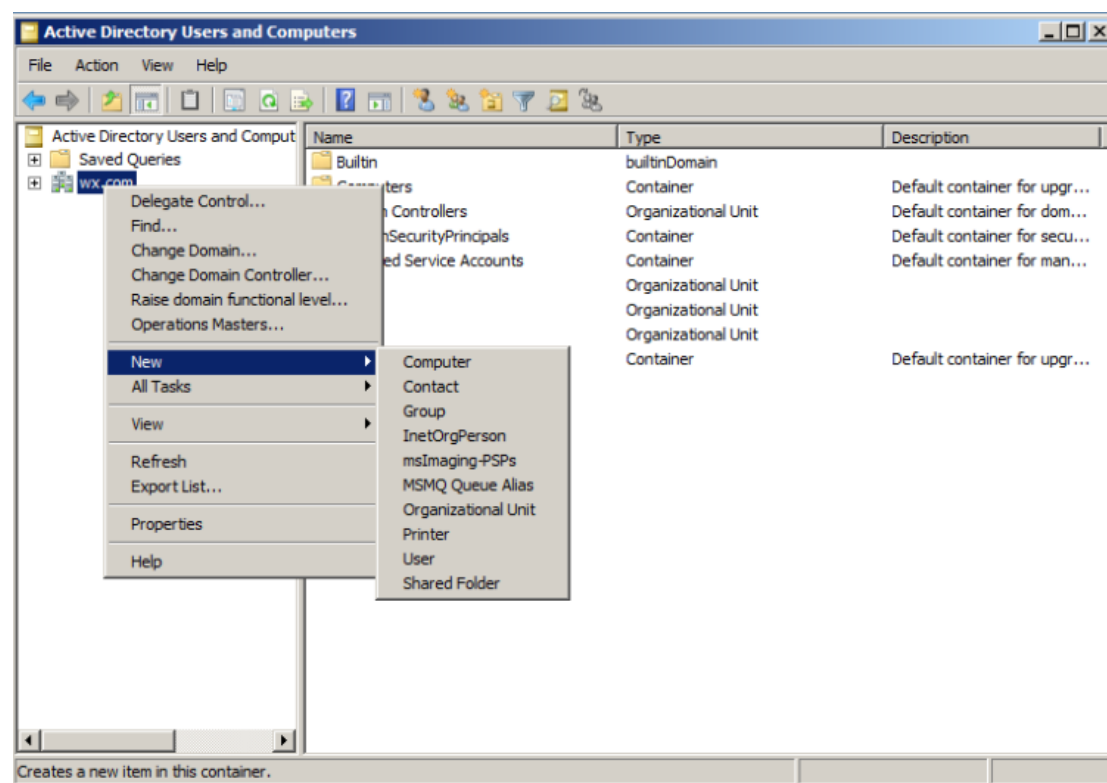 Active Directory Users and Computers
File Action View Help
Active Directory Users and Comput
Saved Queries
wx.com
Name Type Description
Builtin builtinDomain
Computers Container Default container for upgr...
Controllers Organizational Unit Default container for dom...
SecurityPrincipals Container Default container for secu...
ed Service Accounts Container Default container for man...
Organizational Unit
Organizational Unit
Organizational Unit
Container Default container for upgr...
Delegate Control...
Find...
Change Domain...
Change Domain Controller...
Raise domain functional level...
Operations Masters...
New
All Tasks
View
Refresh
Export List...
Properties
Help
Computer
Contact
Group
InetOrgPerson
msImaging-PSPs
MSMQ Queue Alias
Organizational Unit
Printer
User
Shared Folder
Creates a new item in this container.